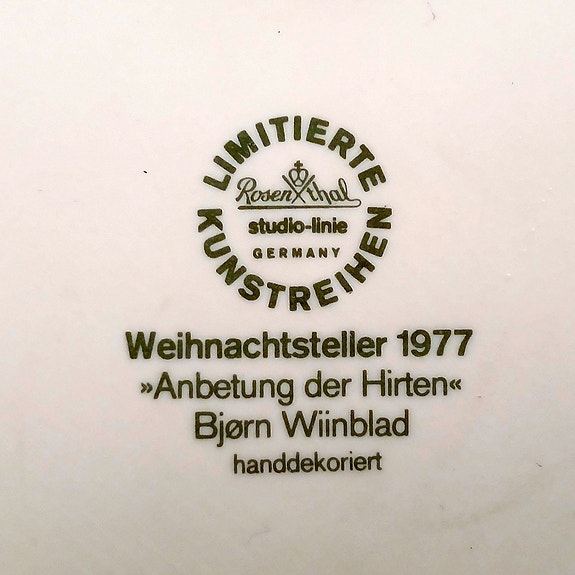 LIMITIERTE
Rosenthal
studio-linie
GERMANY
KUNSTREIHEN
Weihnachtsteller 1977
»Anbetung der Hirten«
Bjørn Wiinblad
handdekoriert